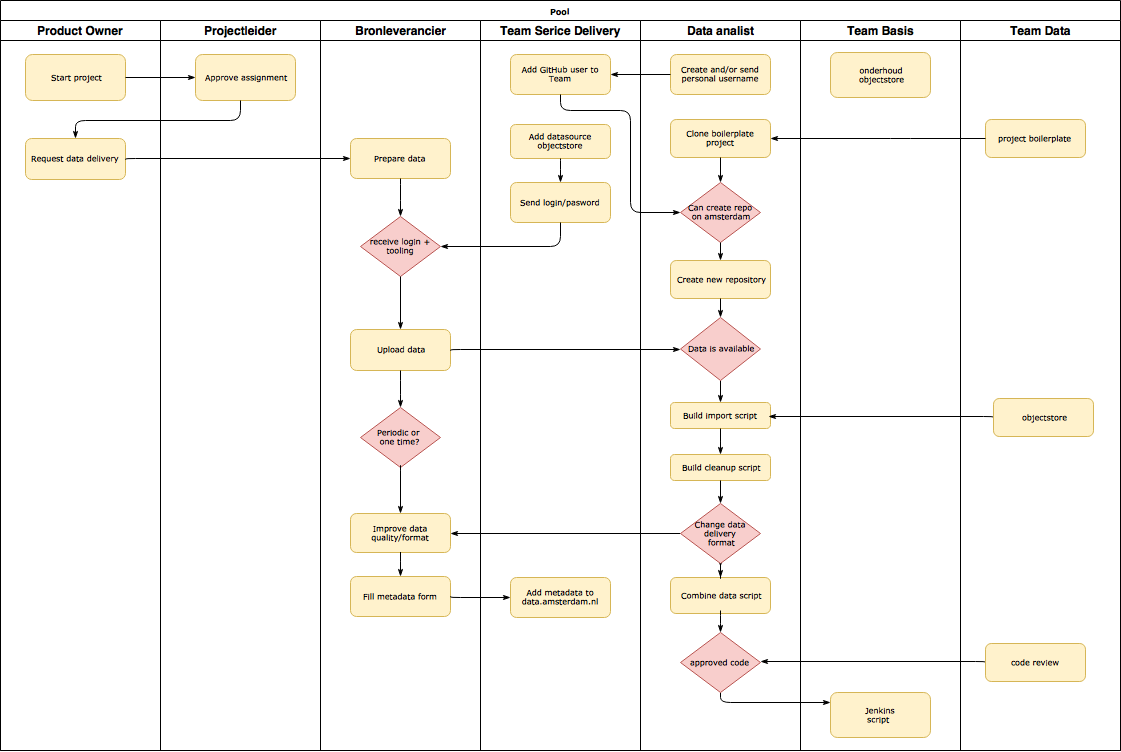 Pool
Product Owner
Projectleider
Bronleverancier
Team Serice Delivery
Data analist
Team Basis
Team Data
Start project
Approve assignment
Request data delivery
Prepare data
receive login +
tooling
Upload data
Periodic or
one time?
Improve data
quality/format
Fill metadata form
Add GitHub user to
Team
Add datasource
objectstore
Send login/pasword
Add metadata to
data.amsterdam.nl
Create and/or send
personal username
Clone boilerplate
project
Can create repo
on amsterdam
Create new repository
Data is available
Build import script
Build cleanup script
Change data
delivery
format
Combine data script
approved code
onderhoud
objectstore
Jenkins
script
project boilerplate
objectstore
code review